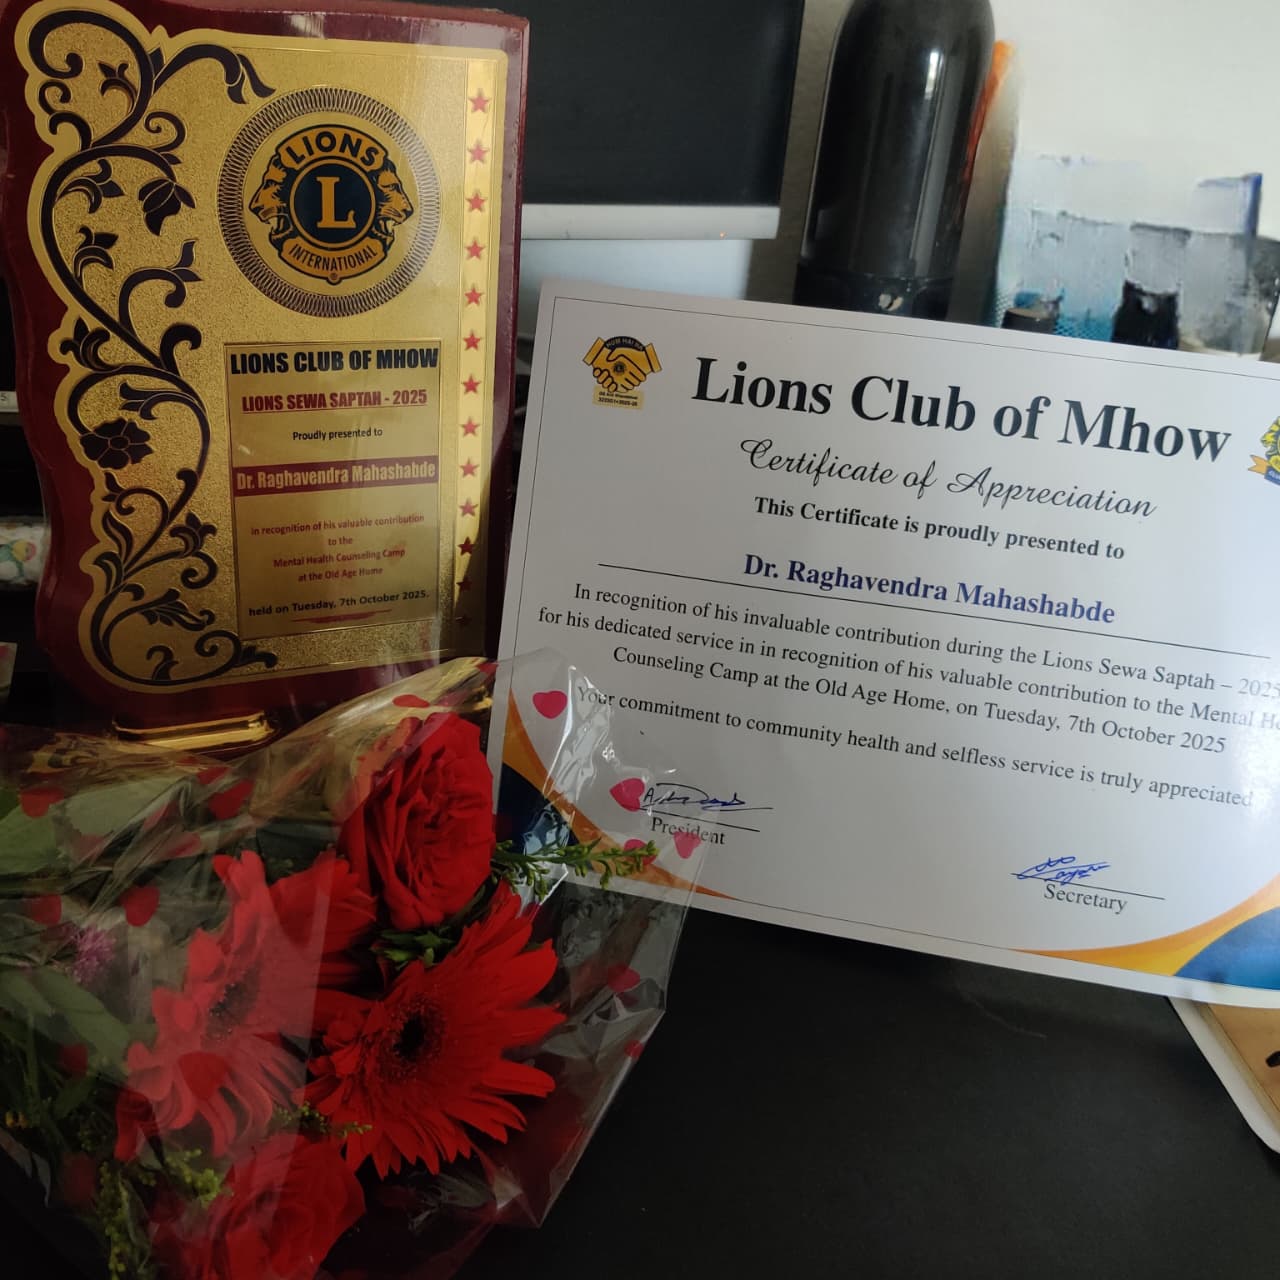 LIONS
L
INTERNATIONAL
LIONS CLUB OF MHOW
LIONS SEWA SAPTAH - 2025
Proudly presented to
Dr. Raghavendra Mahashabde
in recognition of his valuable contribution
to the
Mental Health Counseling Camp
at the Old Age Home
held on Tuesday, 7th October 2025.
Lions Club of Mhow
Certificate of Appreciation
This Certificate is proudly presented to
Dr. Raghavendra Mahashabde
In recognition of his invaluable contribution during the Lions Sewa Saptah – 2025
for his dedicated service in in recognition of his valuable contribution to the Mental
Counseling Camp at the Old Age Home, on Tuesday, 7th October 2025
Your commitment to community health and selfless service is truly appreciated
President
Secretary